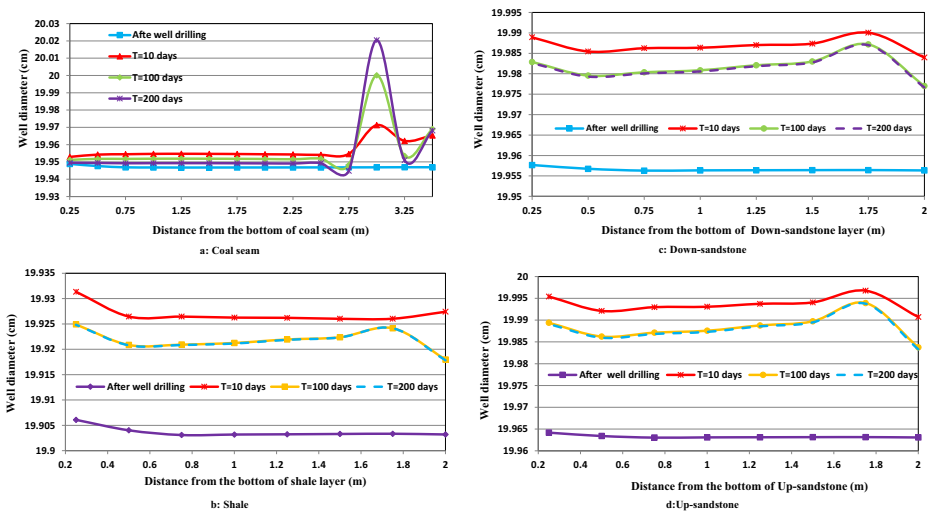 Well diameter (cm)
20.03
20.02
20.01
20
19.99
19.98
19.97
19.96
19.95
19.94
19.93
Afte well drilling
T=10 days
T=100 days
T=200 days
0.25 0.75 1.25 1.75 2.25 2.75 3.25
Distance from the bottom of coal seam (m)
a: Coal seam
Well diameter (cm)
19.995
19.985
19.98
19.975
19.965
19.96
19.955
19.95
After well drilling T=10 days T=100 days T=200 days
0.25 0.5 0.75 1 1.25 1.5 1.75 2
Distance from the bottom of Down-sandstone layer (m)
c: Down-sandstone
Well diameter (cm)
19.935
19.93
19.925
19.92
19.915
19.91
19.905
19.9
After well drilling T=10 days T=100 days T=200 days
0.2 0.4 0.6 0.8 1 1.2 1.4 1.6 1.8 2
Distance from the bottom of shale layer (m)
b: Shale
Well diameter (cm)
20
19.995
19.99
19.985
19.98
19.975
19.97
19.965
19.96
After well drilling T=10 days T=100 days T=200 days
0.2 0.4 0.6 0.8 1 1.2 1.4 1.6 1.8 2
Distance from the bottom of Up-sandstone (m)
d:Up-sandstone